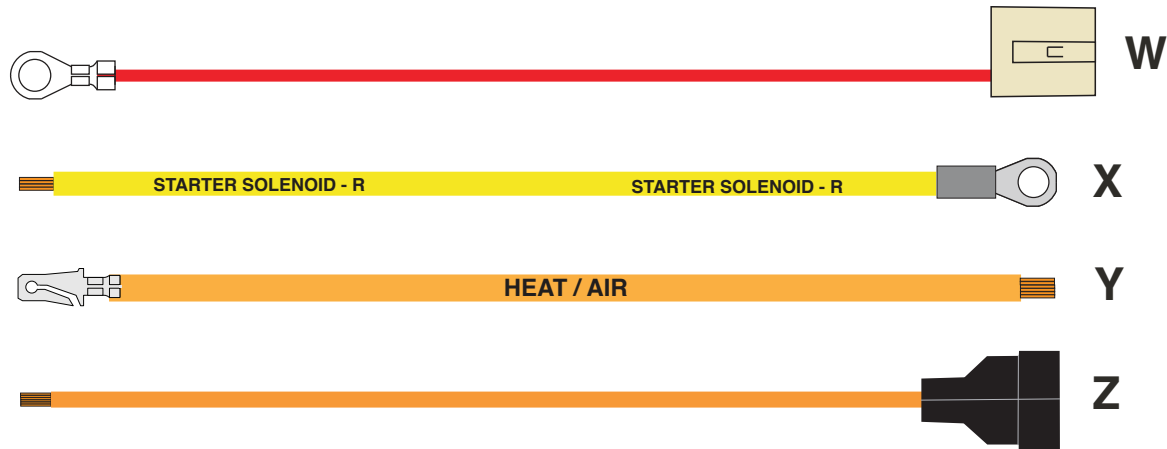 W
STARTER SOLENOID - R STARTER SOLENOID - R X
HEAT / AIR Y
Z